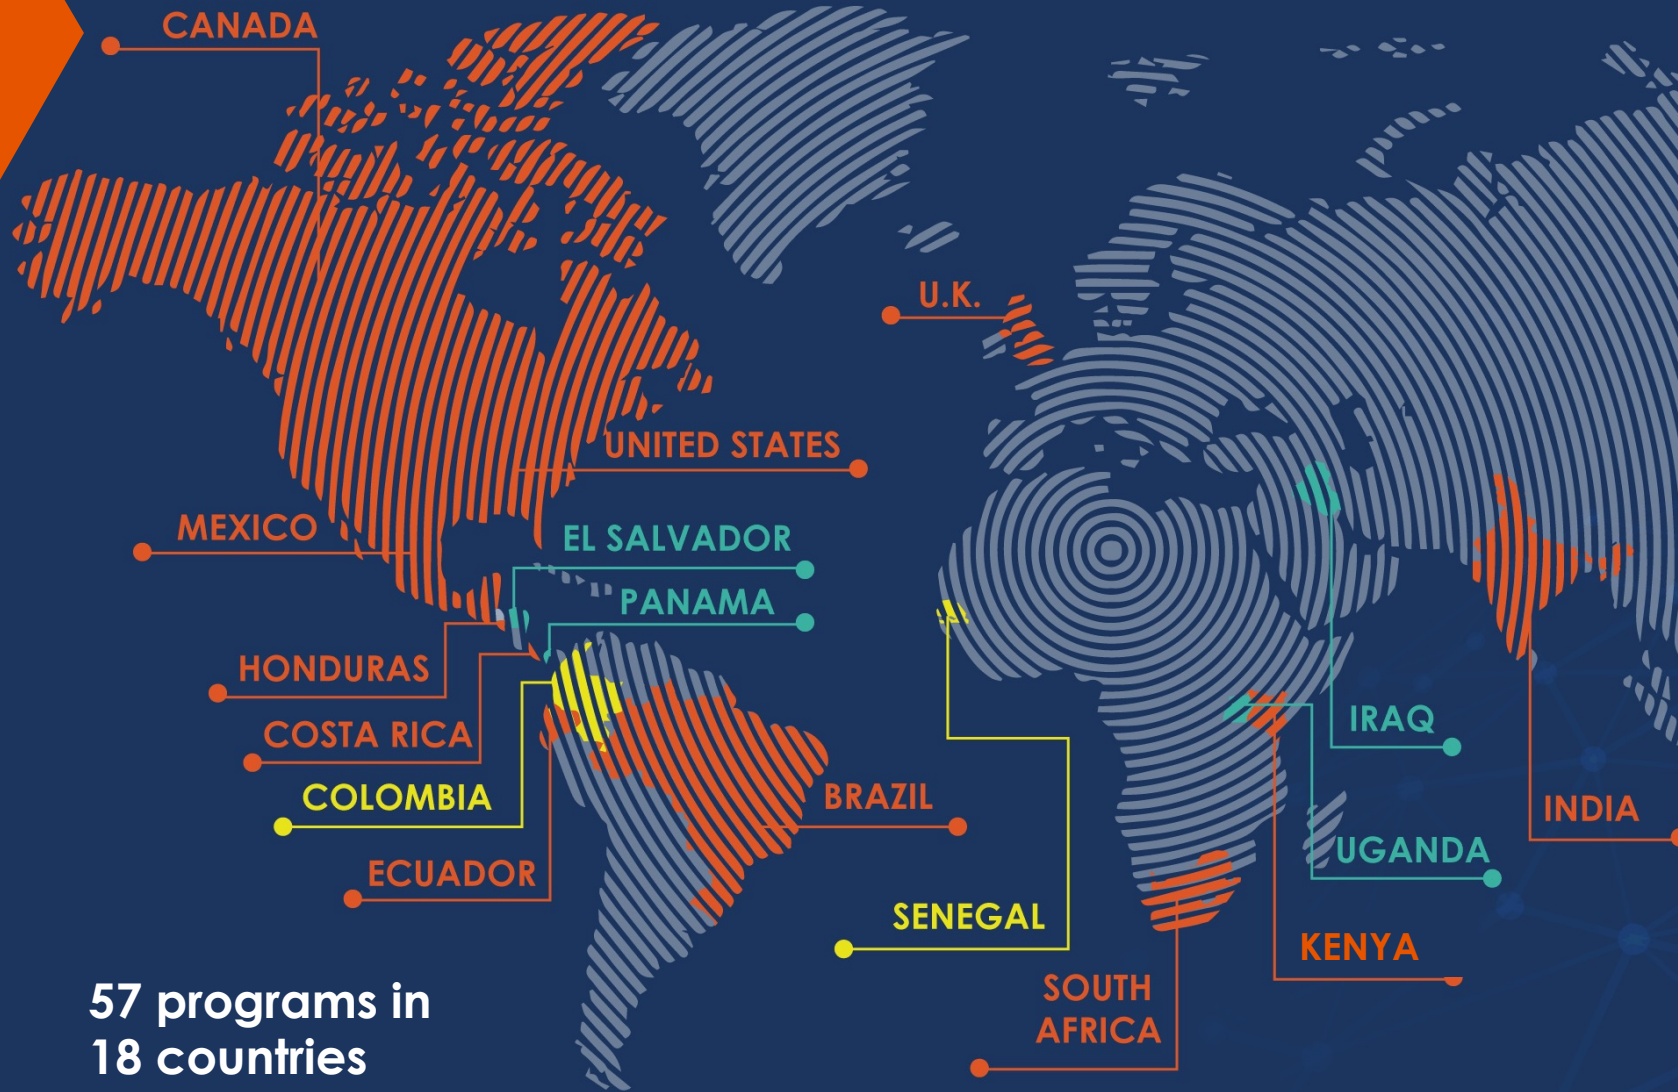 CANADA
U.K.
UNITED STATES
MEXICO
EL SALVADOR
PANAMA
HONDURAS
COSTA RICA
COLOMBIA
ECUADOR
BRAZIL
SENEGAL
SOUTH
AFRICA
IRAQ
UGANDA
KENYA
INDIA
57 programs in
18 countries